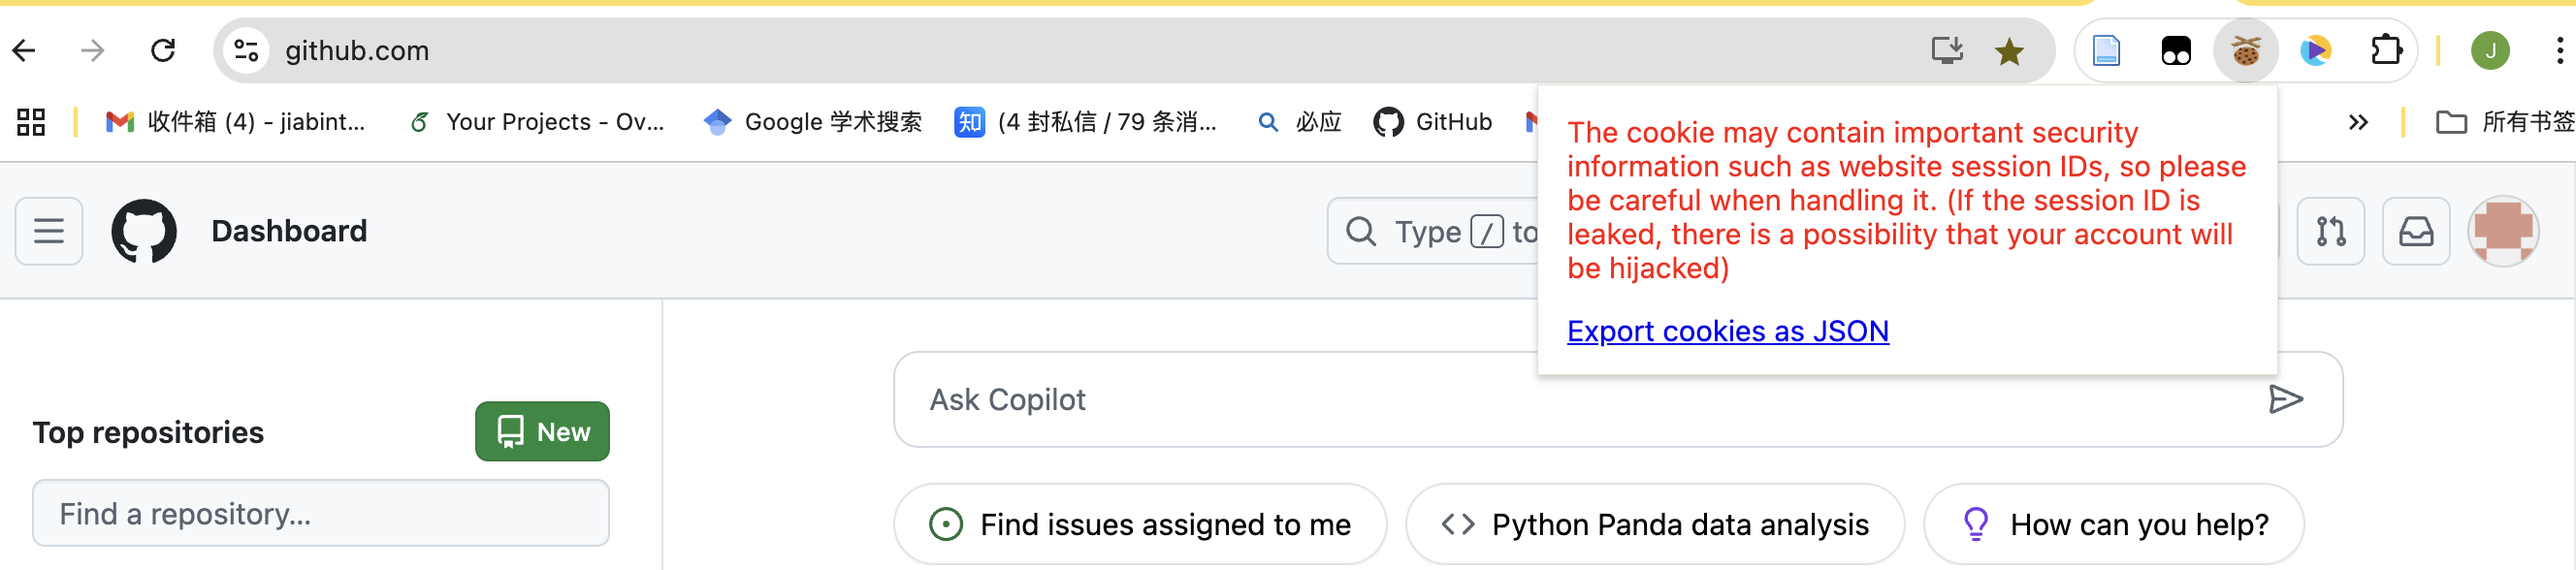 github.com
J
收件箱 (4) - jiabint...
Your Projects - Ov...
Google 学术搜索
知
(4 封私信 / 79 条消...
必应
GitHub
所有书签
The cookie may contain important security
information such as website session IDs, so please
be careful when handling it. (If the session ID is
leaked, there is a possibility that your account will
be hijacked)
Export cookies as JSON
Dashboard
Type / to
Top repositories
New
Find a repository...
Ask Copilot
Find issues assigned to me
Python Panda data analysis
How can you help?